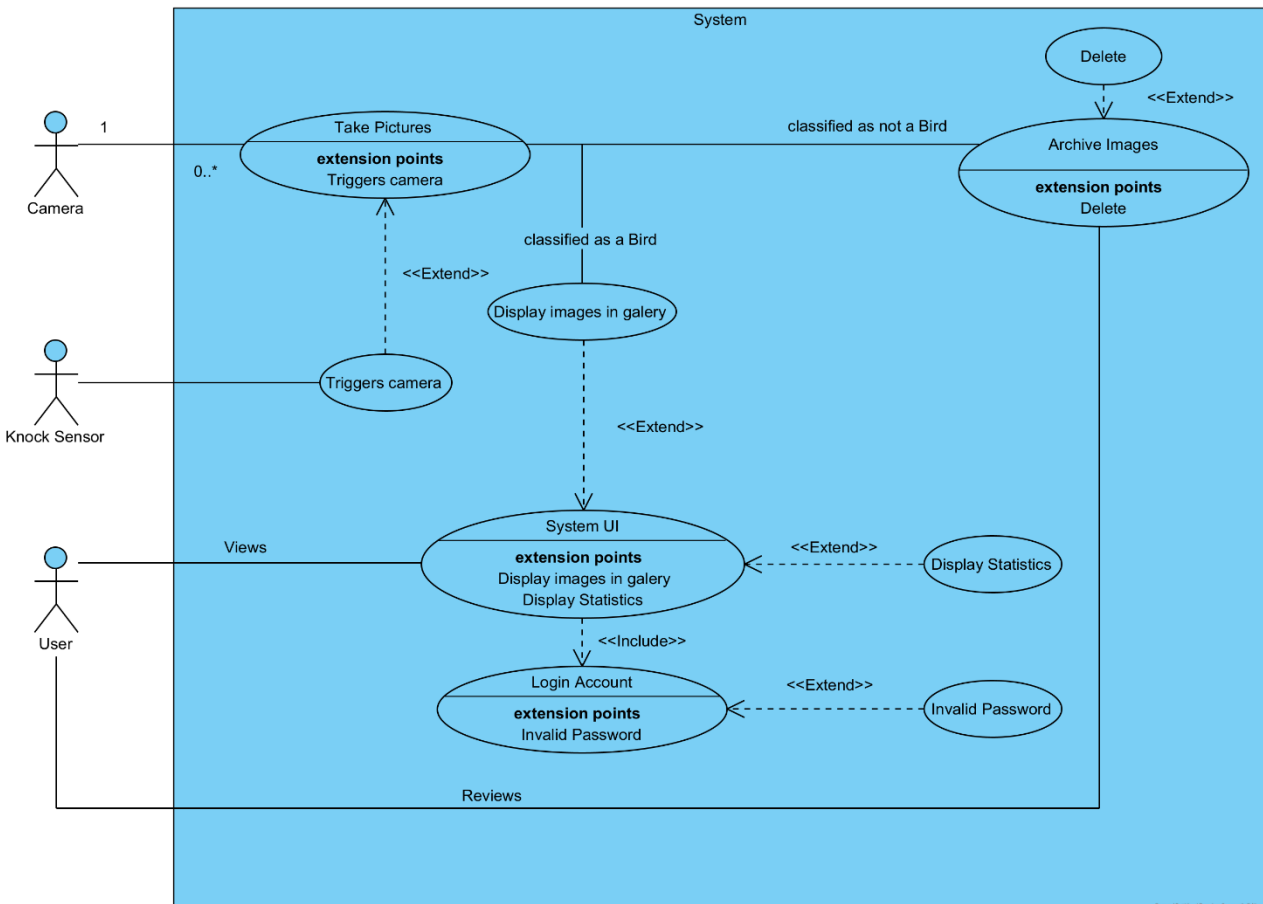 System
Delete
<<Extend>>
1
Take Pictures
extension points
Triggers camera
0..*
Camera
classified as not a Bird
Archive Images
extension points
Delete
classified as a Bird
<<Extend>>
Display images in galery
Triggers camera
Knock Sensor
<<Extend>>
Views
System UI
extension points
Display images in galery
Display Statistics
<<Extend>>
Display Statistics
User
<<Include>>
Login Account
extension points
Invalid Password
<<Extend>>
Invalid Password
Reviews